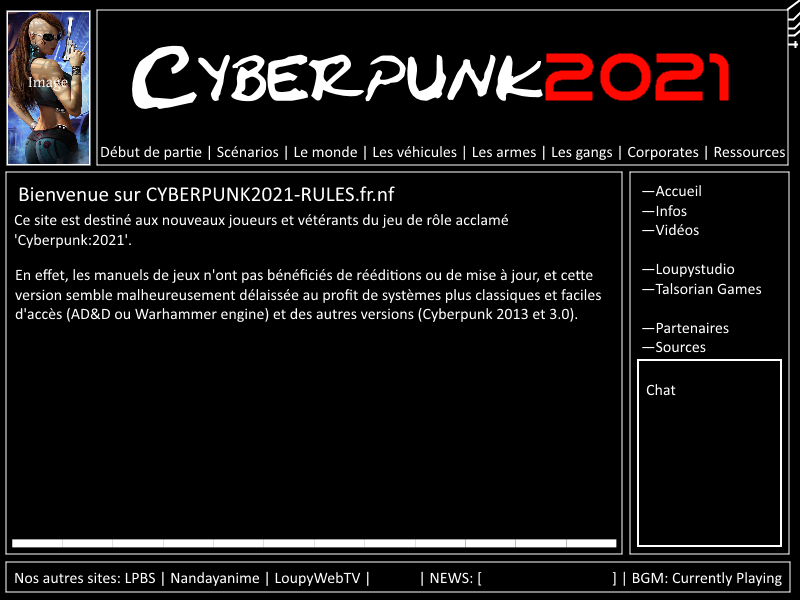 Image
CYBERPUNK2021
Début de partie | Scénarios | Le monde | Les véhicules | Les armes | Les gangs | Corporates | Ressources
Bienvenue sur CYBERPUNK2021-RULES.fr.nf
Ce site est destiné aux nouveaux joueurs et vétérants du jeu de rôle acclamé
'Cyberpunk:2021'.
En effet, les manuels de jeux n'ont pas bénéficiés de rééditions ou de mise à jour, et cette
version semble malheureusement délaissée au profit de systèmes plus classiques et faciles
d'accès (AD&D ou Warhammer engine) et des autres versions (Cyberpunk 2013 et 3.0).
—Accueil
—Infos
—Vidéos
—Loupystudio
—Talsorian Games
—Partenaires
—Sources
Chat
Nos autres sites: LPBS | Nandayanime | LoupyWebTV | | NEWS: [ ] | BGM: Currently Playing